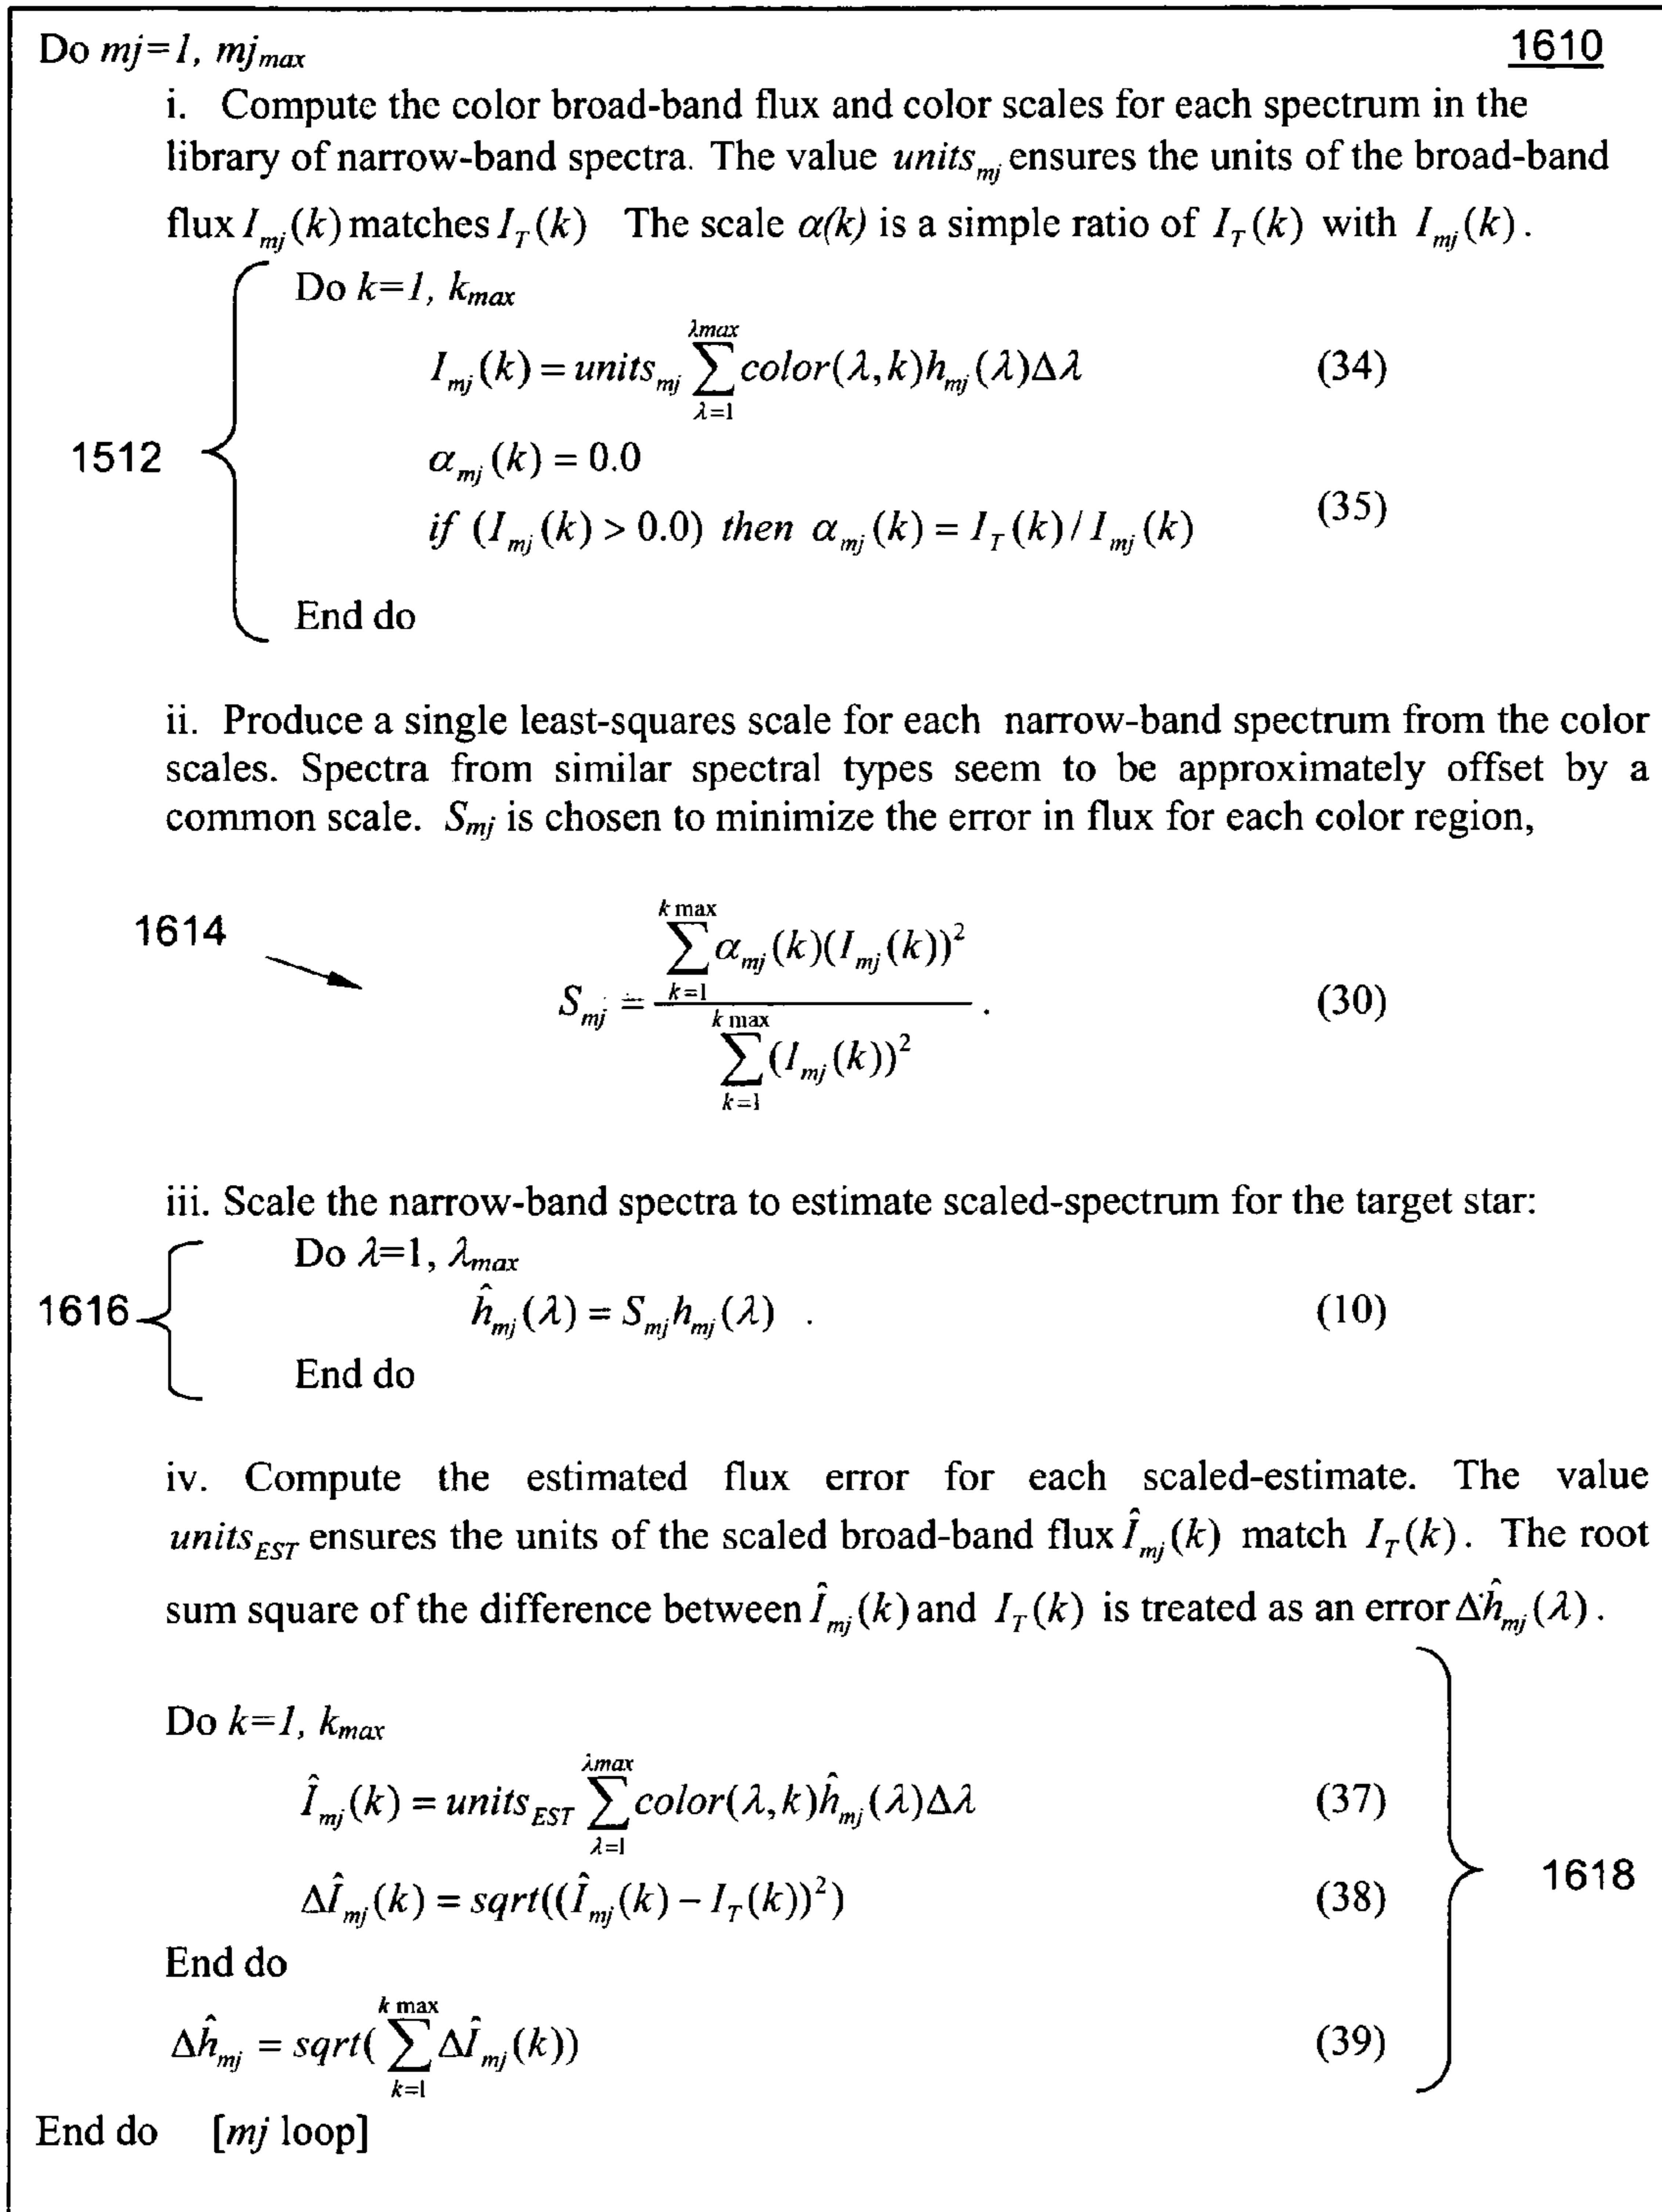 Do mj=1, mj_max 1610
i. Compute the color broad-band flux and color scales for each spectrum in the
library of narrow-band spectra. The value units_mj ensures the units of the broad-band
flux I_mj(k) matches I_T(k) The scale α(k) is a simple ratio of I_T(k) with I_mj(k).
Do k=1, k_max
I_mj(k) = units_mj ∑_{λ=1}^{λmax} color(λ,k)h_mj(λ)Δλ (34)
1512
α_mj(k) = 0.0
if (I_mj(k) > 0.0) then α_mj(k) = I_T(k) / I_mj(k) (35)
End do
ii. Produce a single least-squares scale for each narrow-band spectrum from the color
scales. Spectra from similar spectral types seem to be approximately offset by a
common scale. S_mj is chosen to minimize the error in flux for each color region,
1614
S_mj = \frac{∑_{k=1}^{k max} α_mj(k)(I_mj(k))^2}{∑_{k=1}^{k max} (I_mj(k))^2} . (30)
iii. Scale the narrow-band spectra to estimate scaled-spectrum for the target star:
Do λ=1, λ_max
1616 ĥ_mj(λ) = S_mj h_mj(λ) . (10)
End do
iv. Compute the estimated flux error for each scaled-estimate. The value
units_EST ensures the units of the scaled broad-band flux Î_mj(k) match I_T(k). The root
sum square of the difference between Î_mj(k) and I_T(k) is treated as an error Δĥ_mj(λ).
Do k=1, k_max
Î_mj(k) = units_EST ∑_{λ=1}^{λmax} color(λ,k)ĥ_mj(λ)Δλ (37)
1618
ΔÎ_mj(k) = sqrt((Î_mj(k) − I_T(k))^2) (38)
End do
Δĥ_mj = sqrt( ∑_{k=1}^{k max} ΔÎ_mj(k)) (39)
End do [mj loop]